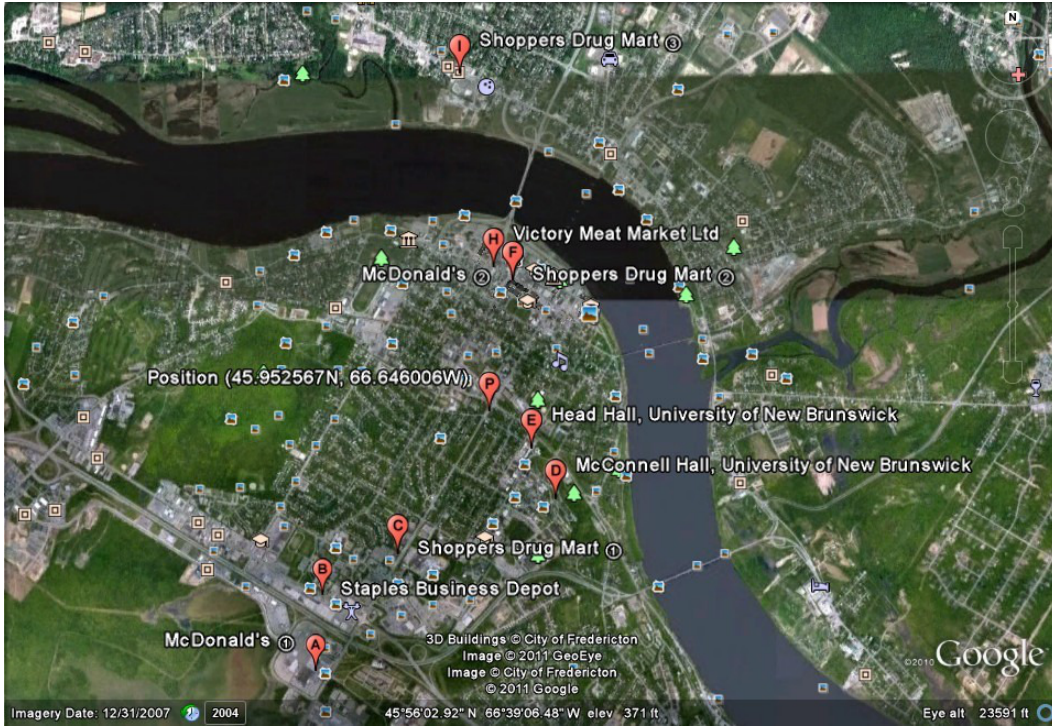 N
I Shoppers Drug Mart ③
H Victory Meat Market Ltd
McDonald's ② F Shoppers Drug Mart ②
Position (45.952567N, 66.646006W) P
E Head Hall, University of New Brunswick
D McConnell Hall, University of New Brunswick
C Shoppers Drug Mart ①
B Staples Business Depot
McDonald's ① A
3D Buildings © City of Fredericton
Image © 2011 GeoEye
Image © City of Fredericton
© 2011 Google
©2010 Google
Imagery Date: 12/31/2007 2004 45°56'02.92" N 66°39'06.48" W elev 371 ft Eye alt 23591 ft